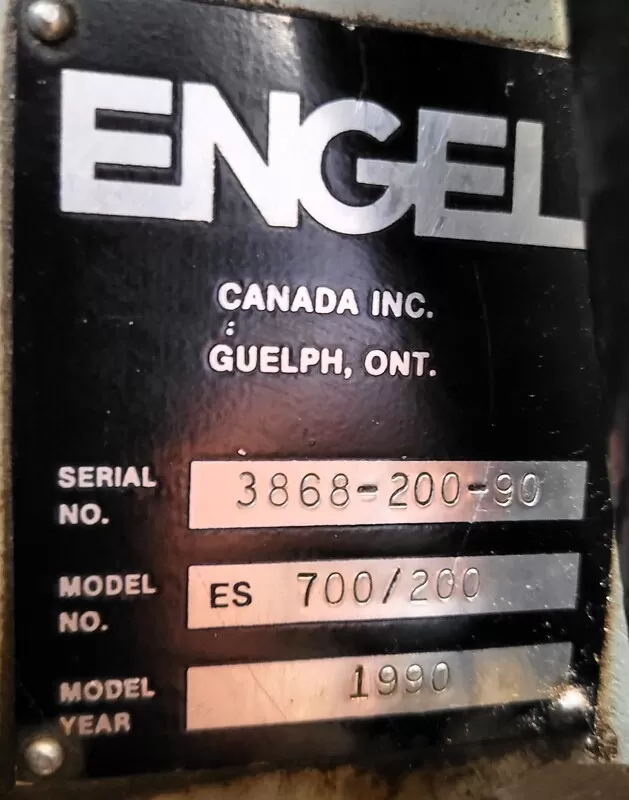 ENGEL
CANADA INC.
GUELPH, ONT.
SERIAL NO. 3868-200-90
MODEL NO. ES 700/200
MODEL YEAR 1990